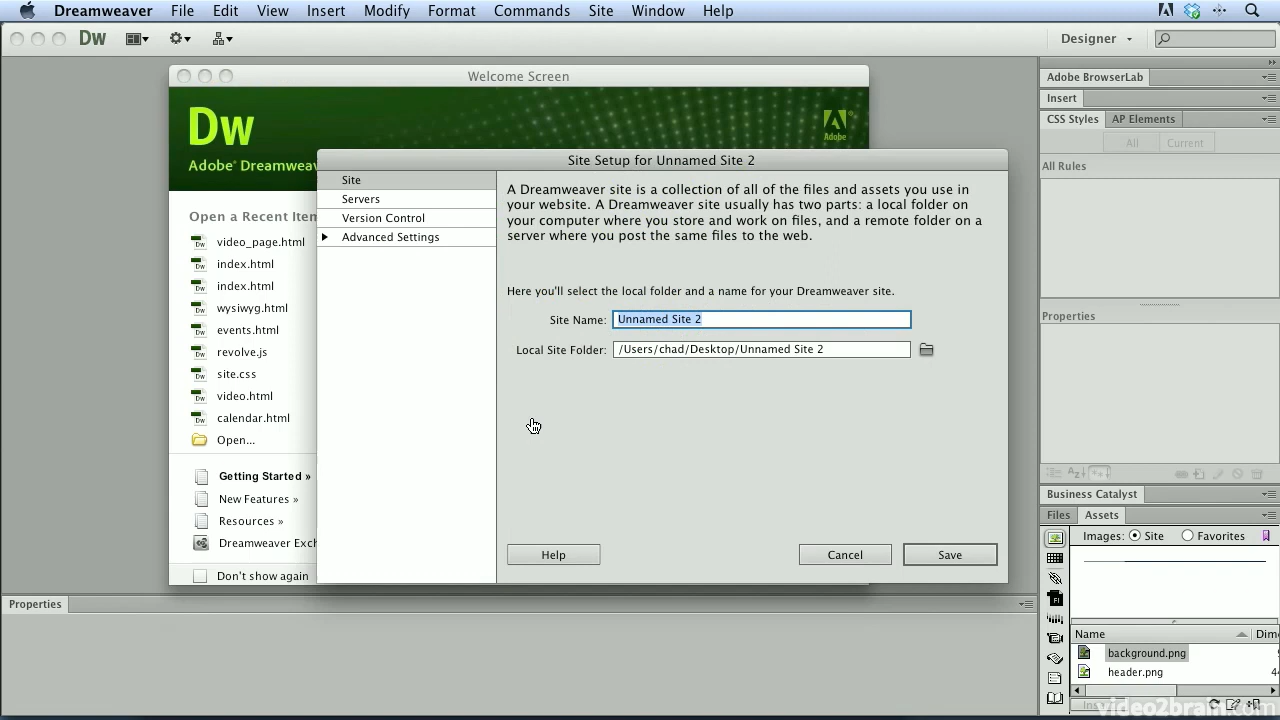 Dreamweaver File Edit View Insert Modify Format Commands Site Window Help
Dw Designer
Welcome Screen
Dw
Adobe® Dreamweav
Adobe
Open a Recent Item
video_page.html
index.html
index.html
wysiwyg.html
events.html
revolve.js
site.css
video.html
calendar.html
Open...
Getting Started »
New Features »
Resources »
Dreamweaver Exch
Don't show again
Site Setup for Unnamed Site 2
Site
Servers
Version Control
Advanced Settings
A Dreamweaver site is a collection of all of the files and assets you use in
your website. A Dreamweaver site usually has two parts: a local folder on
your computer where you store and work on files, and a remote folder on a
server where you post the same files to the web.
Here you'll select the local folder and a name for your Dreamweaver site.
Site Name: Unnamed Site 2
Local Site Folder: /Users/chad/Desktop/Unnamed Site 2
Help Cancel Save
Properties
Adobe BrowserLab
Insert
CSS Styles AP Elements
All Current
All Rules
Properties
Business Catalyst
Files Assets
Images: Site Favorites
Name Dime
background.png
header.png
video2brain.com